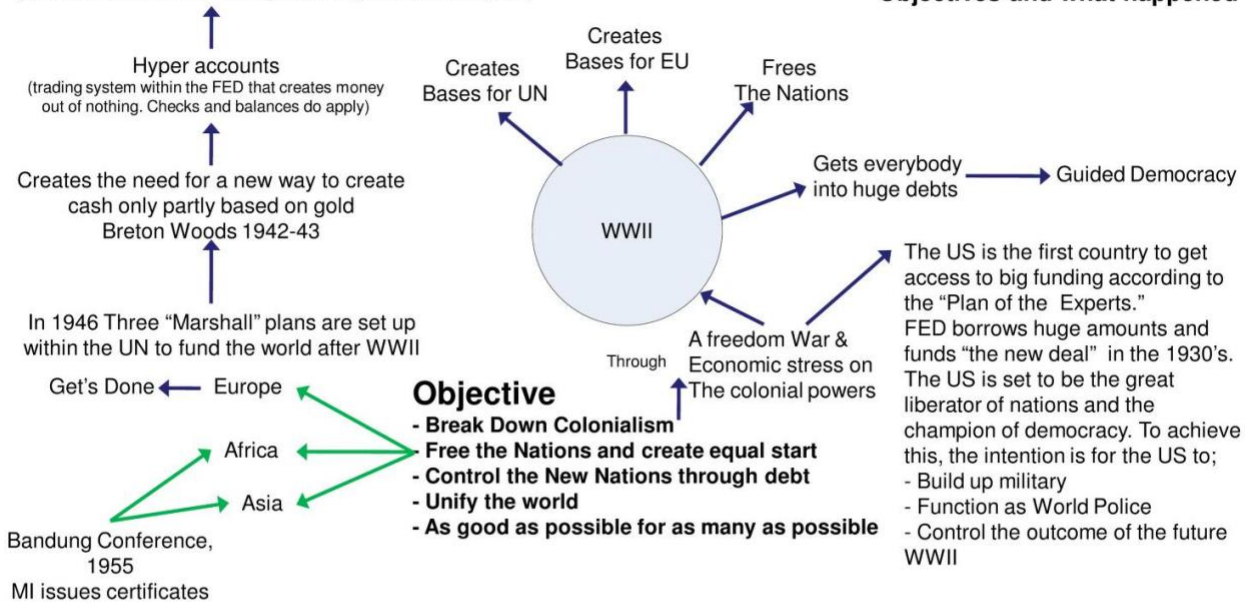 Hyper accounts
(trading system within the FED that creates money
out of nothing. Checks and balances do apply)
Creates the need for a new way to create
cash only partly based on gold
Breton Woods 1942-43
In 1946 Three “Marshall” plans are set up
within the UN to fund the world after WWII
Get's Done
Europe
Africa
Asia
Bandung Conference,
1955
MI issues certificates
Creates
Bases for UN
Creates
Bases for EU
Frees
The Nations
WWII
Gets everybody
into huge debts
Guided Democracy
Through
A freedom War &
Economic stress on
The colonial powers
Objective
- Break Down Colonialism
- Free the Nations and create equal start
- Control the New Nations through debt
- Unify the world
- As good as possible for as many as possible
The US is the first country to get
access to big funding according to
the “Plan of the Experts.”
FED borrows huge amounts and
funds “the new deal” in the 1930's.
The US is set to be the great
liberator of nations and the
champion of democracy. To achieve
this, the intention is for the US to;
- Build up military
- Function as World Police
- Control the outcome of the future
WWII